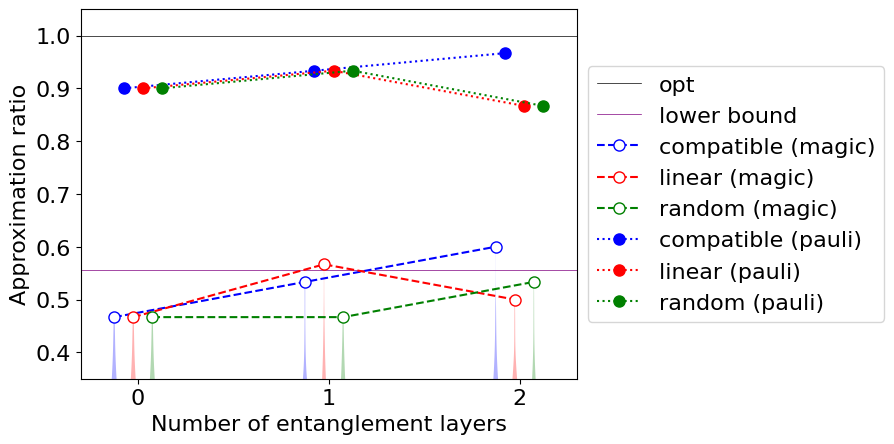 Approximation ratio
1.0
0.9
0.8
0.7
0.6
0.5
0.4
0 1 2
Number of entanglement layers
opt
lower bound
compatible (magic)
linear (magic)
random (magic)
compatible (pauli)
linear (pauli)
random (pauli)